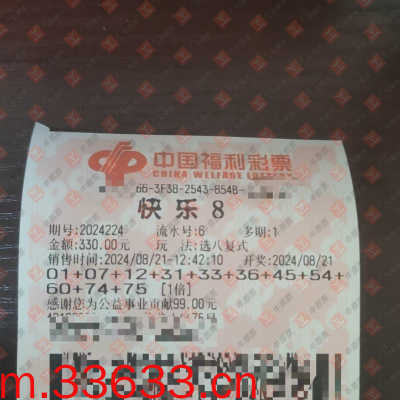 中国福利彩票
CHINA WELFARE LOTTERY
66-3F3B-2543-854B-
快乐8
期号:2024224 流水号:6 多期:1
金额:330.00元 玩 法:选八复式
销售时间:2024/08/21-12:42:10 开奖:2024/08/21
01+07+12+31+33+36+45+54+
60+74+75 [1倍]
感谢您为公益事业贡献99.00元
m.33633.cn